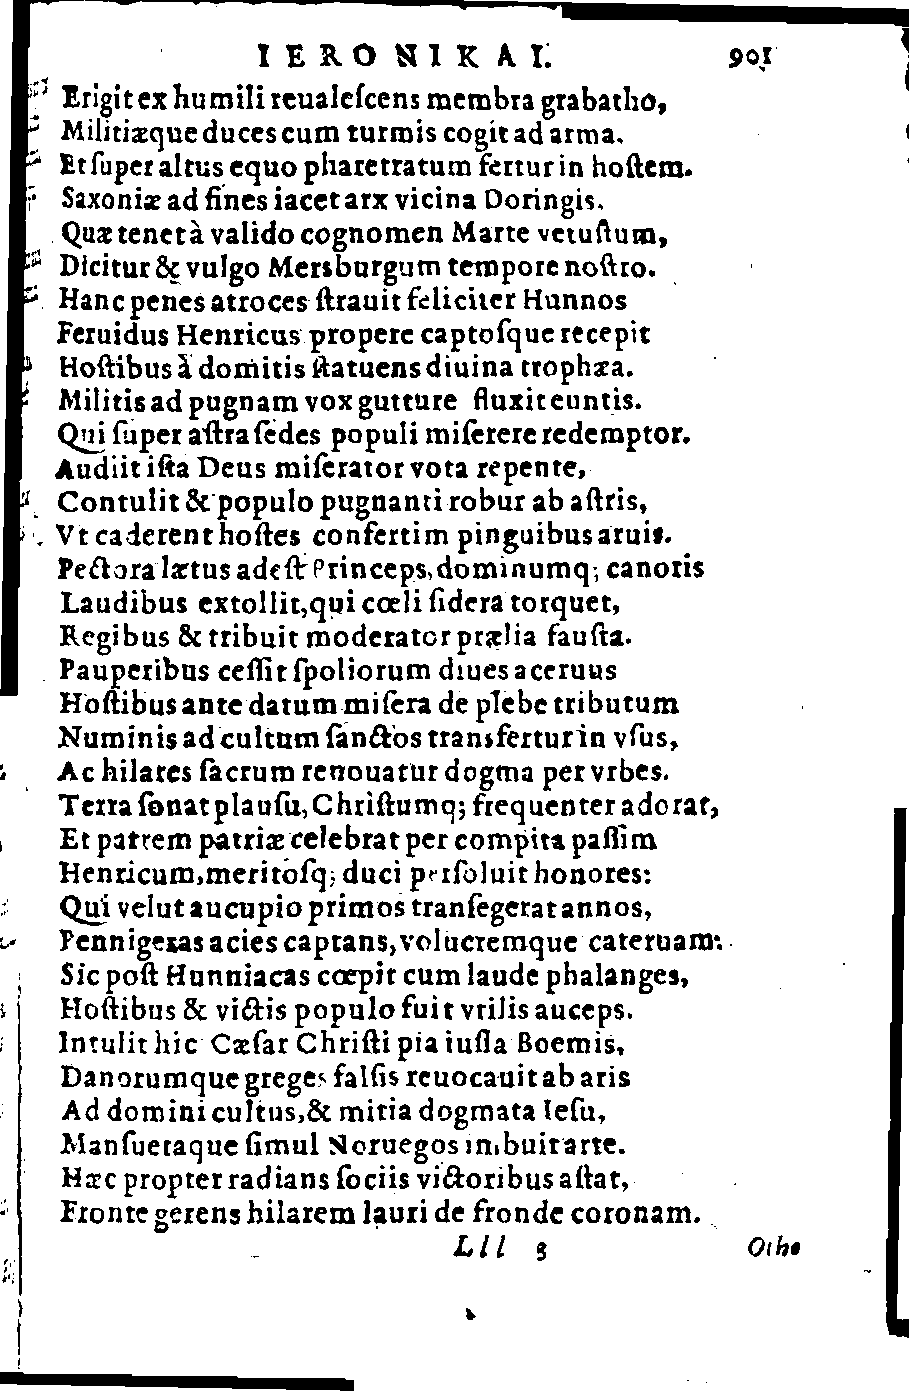 IERONIKAI. 901
Erigit ex humili reualeſcens membra grabatho,
Militiæque duces cum turmis cogit ad arma.
Et ſuper altus equo pharetratum fertur in hoſtem.
Saxoniæ ad fines iacet arx vicina Doringis.
Quæ tenet à valido cognomen Marte vetuſtum,
Dicitur & vulgo Mersburgum tempore noſtro.
Hanc penes atroces ſtrauit feliciter Hunnos
Feruidus Henricus propere captoſque recepit
Hoſtibus à domitis ſtatuens diuina trophæa.
Militis ad pugnam vox gutture fluxit euntis.
Qui ſuper aſtra ſedes populi miſerere redemptor.
Audiit iſta Deus miſerator vota repente,
Contulit & populo pugnanti robur ab aſtris,
Vt caderent hoſtes confertim pinguibus aruis.
Pectora lætus adeſt Princeps, dominumq; canoris
Laudibus extollit, qui cœli ſidera torquet,
Regibus & tribuit moderator prælia fauſta.
Pauperibus ceſſit ſpoliorum diues aceruus
Hoſtibus ante datum miſera de plebe tributum
Numinis ad cultum ſanctos transfertur in vſus,
Ac hilares ſacrum renouatur dogma per vrbes.
Terra ſonat plauſu, Chriſtumq; frequenter adorat,
Et patrem patriæ celebrat per compita paſſim
Henricum, meritoſq; duci perſoluit honores:
Qui velut aucupio primos tranſegerat annos,
Pennigeras acies captans, volucremque cateruam:
Sic poſt Hunniacas cœpit cum laude phalanges,
Hoſtibus & victis populo fuit vtilis auceps.
Intulit hic Cæſar Chriſti pia iuſſa Boemis,
Danorumque greges falſis reuocauit ab aris
Ad domini cultus, & mitia dogmata Ieſu,
Manſuetaque ſimul Noruegos imbuit arte.
Hæc propter radians ſociis victoribus aſtat,
Fronte gerens hilarem lauri de fronde coronam.
Lll 3 Otho